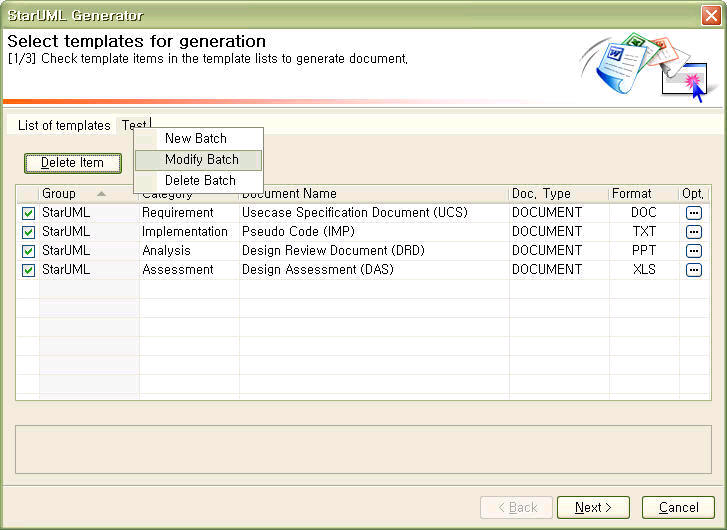 StarUML Generator
Select templates for generation
[1/3] Check template items in the template lists to generate document.
List of templates Test
New Batch
Modify Batch
Delete Batch
Delete Item
Group Category Document Name Doc. Type Format Opt.
StarUML Requirement Usecase Specification Document (UCS) DOCUMENT DOC ...
StarUML Implementation Pseudo Code (IMP) DOCUMENT TXT ...
StarUML Analysis Design Review Document (DRD) DOCUMENT PPT ...
StarUML Assessment Design Assessment (DAS) DOCUMENT XLS ...
< Back Next > Cancel